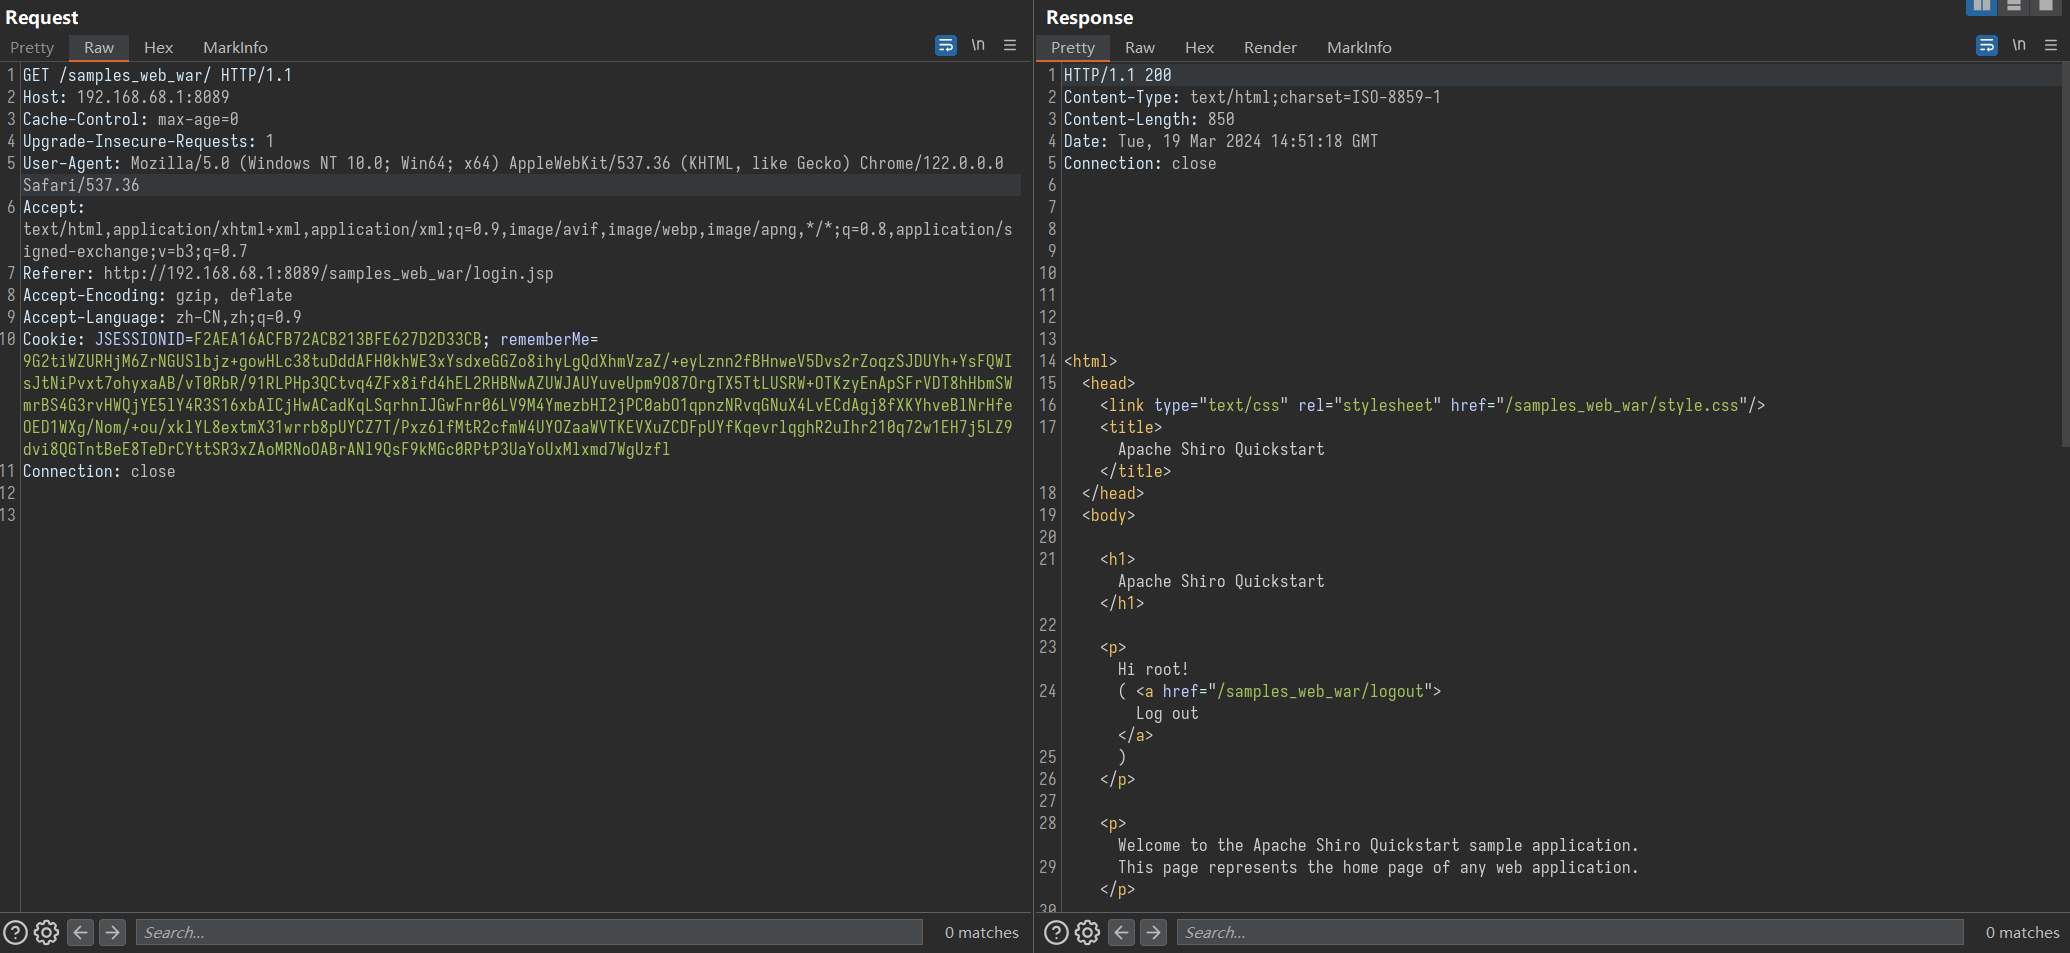 Request
Pretty Raw Hex MarkInfo \n
1 GET /samples_web_war/ HTTP/1.1
2 Host: 192.168.68.1:8089
3 Cache-Control: max-age=0
4 Upgrade-Insecure-Requests: 1
5 User-Agent: Mozilla/5.0 (Windows NT 10.0; Win64; x64) AppleWebKit/537.36 (KHTML, like Gecko) Chrome/122.0.0.0
Safari/537.36
6 Accept:
text/html,application/xhtml+xml,application/xml;q=0.9,image/avif,image/webp,image/apng,*/*;q=0.8,application/s
igned-exchange;v=b3;q=0.7
7 Referer: http://192.168.68.1:8089/samples_web_war/login.jsp
8 Accept-Encoding: gzip, deflate
9 Accept-Language: zh-CN,zh;q=0.9
10 Cookie: JSESSIONID=F2AEA16ACFB72ACB213BFE627D2D33CB; rememberMe=
9G2tiWZURHjM6ZrNGUSlbjz+gowHLc38tuDddAFH0khWE3xYsdxeGGZo8ihyLgQdXhmVzaZ/+eyLznn2fBHnweV5Dvs2rZoqzSJDUYh+YsFQWI
sJtNiPvxt7ohyxaAB/vT0RbR/91RLPHp3QCtvq4ZFx8ifd4hEL2RHBNwAZUWJAUYuveUpm9O87OrgTX5TtLUSRW+OTKzyEnApSFrVDT8hHbmSW
mrBS4G3rvHWQjYE5lY4R3S16xbAICjHwACadKqLSqrhnIJGwFnr06LV9M4YmezbHI2jPC0abO1qpnzNRvqGNuX4LvECdAgj8fXKYhveBlNrHfe
OED1WXg/Nom/+ou/xklYL8extmX31wrrb8pUYCZ7T/Pxz6lfMtR2cfmW4UYOZaaWVTKEVXuZCDFpUYfKqevrlqghR2uIhr210q72w1EH7j5LZ9
dvi8QGTntBeE8TeDrCYttSR3xZAoMRNoOABrANl9QsF9kMGc0RPtP3UaYoUxMlxmd7WgUzfl
11 Connection: close
12
13
Search...
0 matches
Response
Pretty Raw Hex Render MarkInfo \n
1 HTTP/1.1 200
2 Content-Type: text/html;charset=ISO-8859-1
3 Content-Length: 850
4 Date: Tue, 19 Mar 2024 14:51:18 GMT
5 Connection: close
6
7
8
9
10
11
12
13
14 <html>
15 <head>
16 <link type="text/css" rel="stylesheet" href="/samples_web_war/style.css"/>
17 <title>
Apache Shiro Quickstart
</title>
18 </head>
19 <body>
20
21 <h1>
Apache Shiro Quickstart
</h1>
22
23 <p>
Hi root!
24 ( <a href="/samples_web_war/logout">
Log out
</a>
25 )
26 </p>
27
28 <p>
Welcome to the Apache Shiro Quickstart sample application.
29 This page represents the home page of any web application.
</p>
30
Search...
0 matches